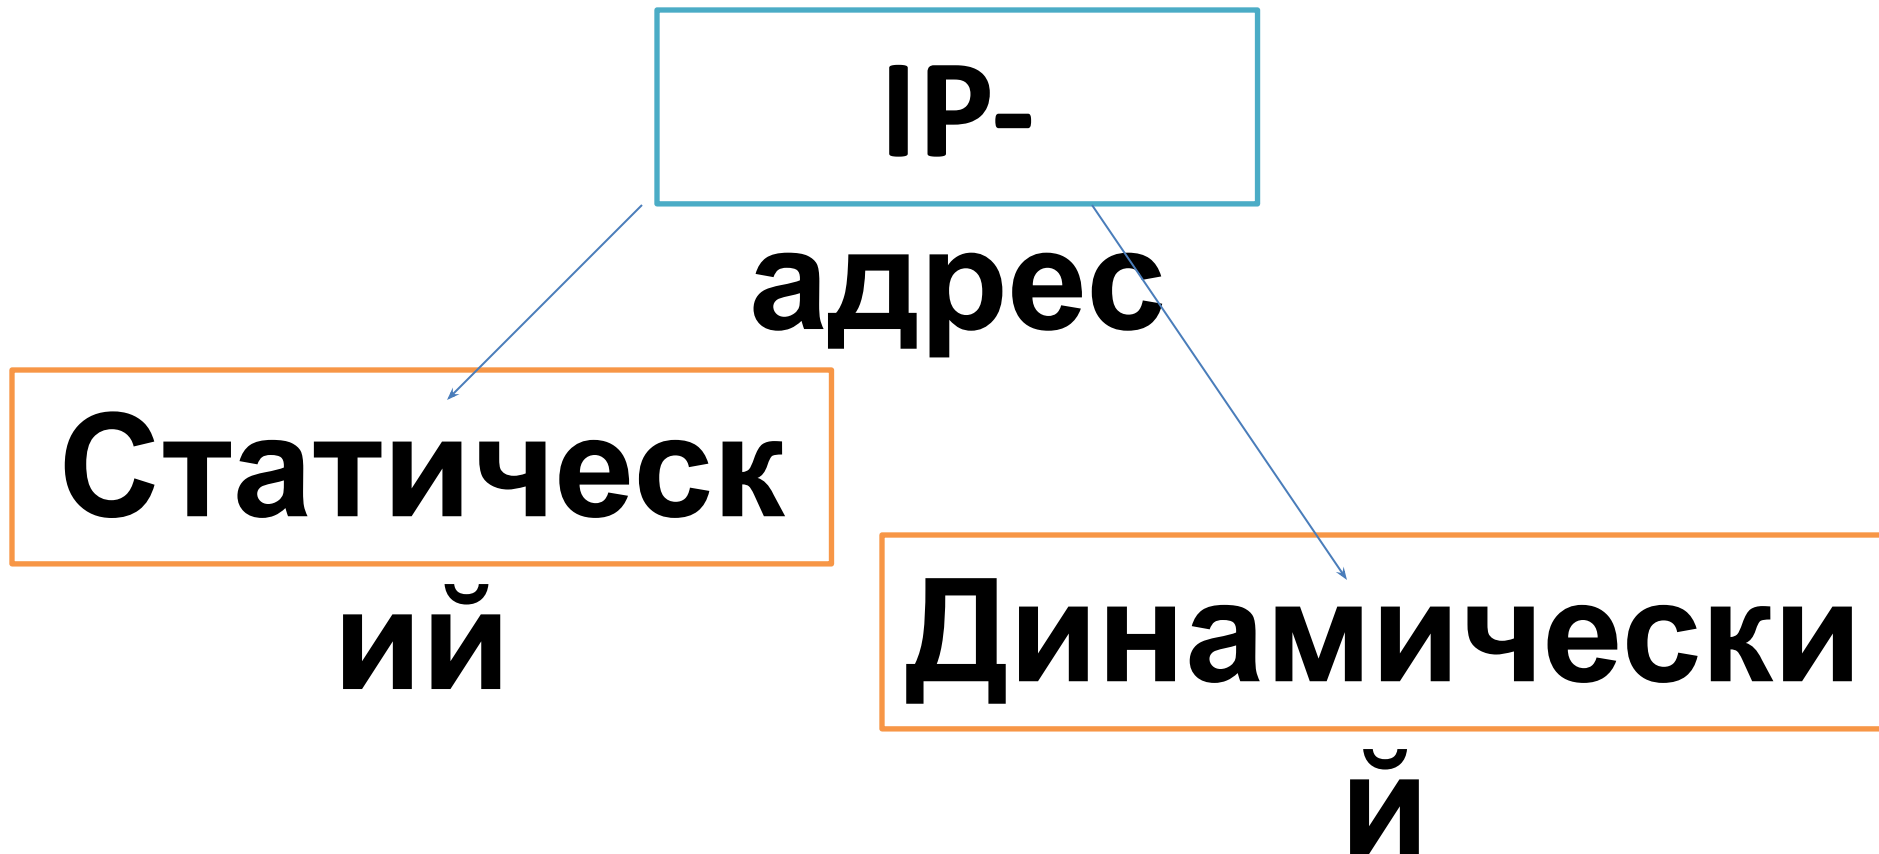 IP-
адрес
Статическ
ий
Динамически
й